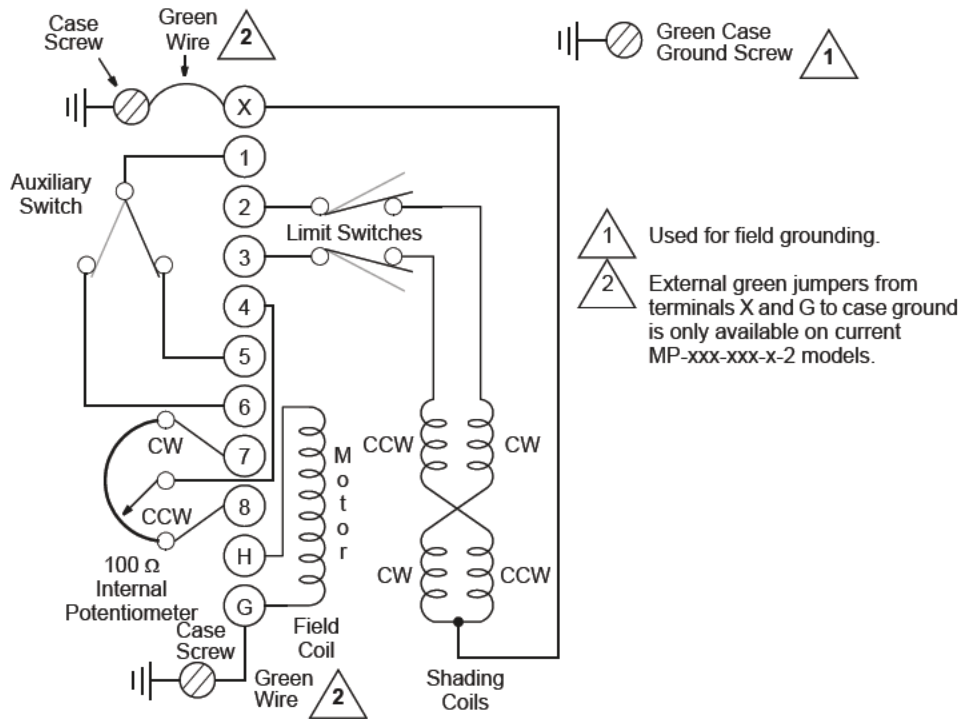 Case
Screw
Green
Wire
2
Green Case
Ground Screw
1
X
1
Auxiliary
Switch
2
Limit Switches
3
4
5
6
CW
7
CCW
8
100 Ω
Internal
Potentiometer
H
G
Motor
Field
Coil
Case
Screw
Green
Wire
2
CCW
CW
CW
CCW
Shading
Coils
1
Used for field grounding.
2
External green jumpers from
terminals X and G to case ground
is only available on current
MP-xxx-xxx-x-2 models.